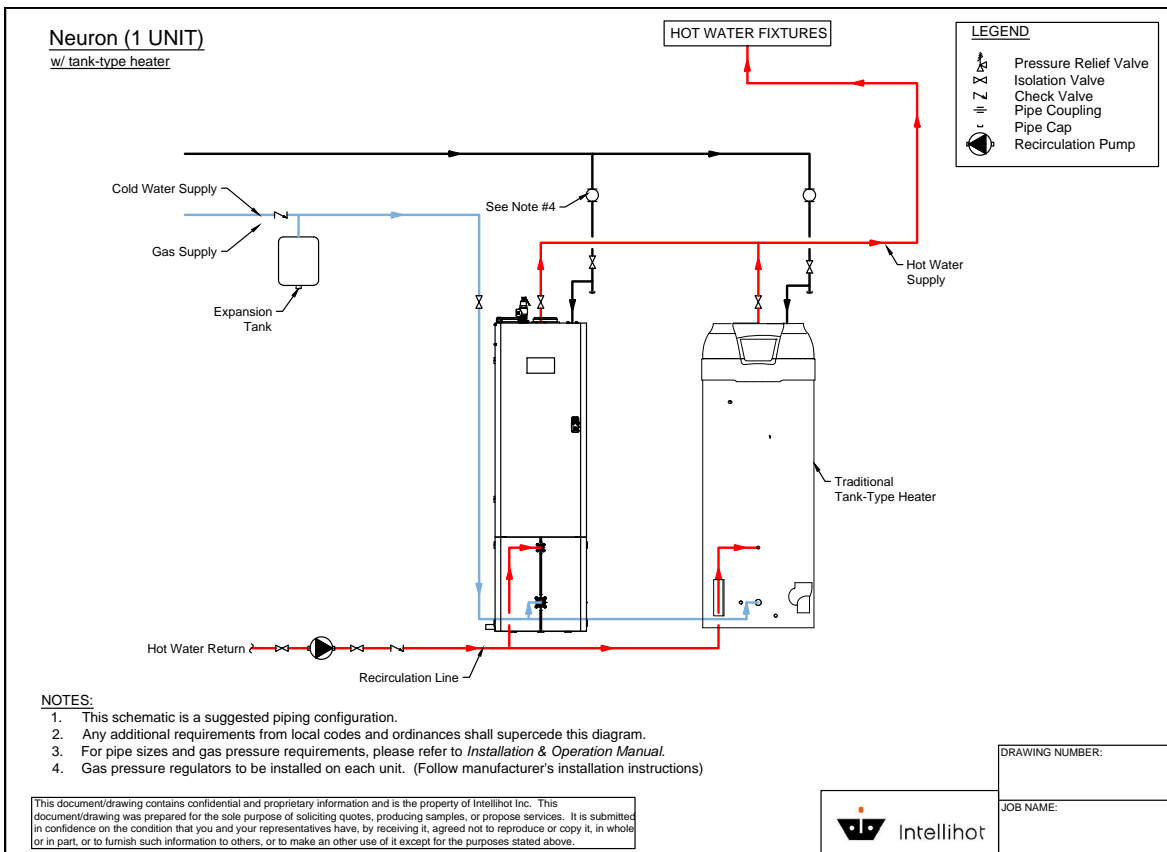 Neuron (1 UNIT)
w/ tank-type heater
HOT WATER FIXTURES
LEGEND
Pressure Relief Valve
Isolation Valve
Check Valve
Pipe Coupling
Pipe Cap
Recirculation Pump
Cold Water Supply
Gas Supply
See Note #4
Expansion
Tank
Hot Water
Supply
Traditional
Tank-Type Heater
Hot Water Return
Recirculation Line
NOTES:
1. This schematic is a suggested piping configuration.
2. Any additional requirements from local codes and ordinances shall supercede this diagram.
3. For pipe sizes and gas pressure requirements, please refer to Installation & Operation Manual.
4. Gas pressure regulators to be installed on each unit. (Follow manufacturer's installation instructions)
This document/drawing contains confidential and proprietary information and is the property of Intellihot Inc. This
document/drawing was prepared for the sole purpose of soliciting quotes, producing samples, or propose services. It is submitted
in confidence on the condition that you and your representatives have, by receiving it, agreed not to reproduce or copy it, in whole
or in part, or to furnish such information to others, or to make an other use of it except for the purposes stated above.
Intellihot
DRAWING NUMBER:
JOB NAME: